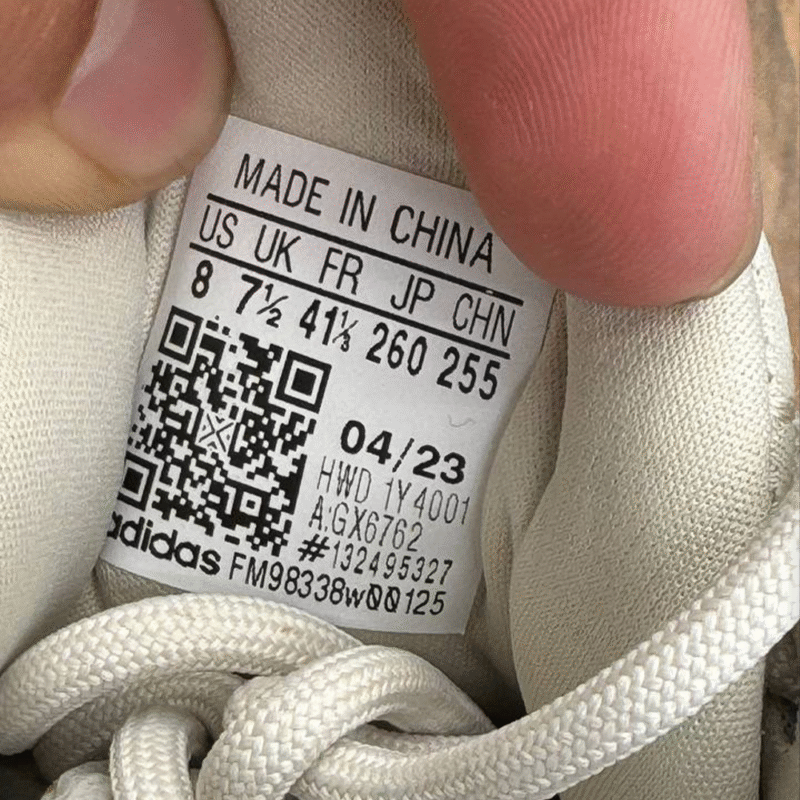 MADE IN CHINA
US UK FR JP CHN
8 7½ 41⅓ 260 255
04/23
HWD 1Y4001
A:GX6762
#132495327
adidas FM98338w00125